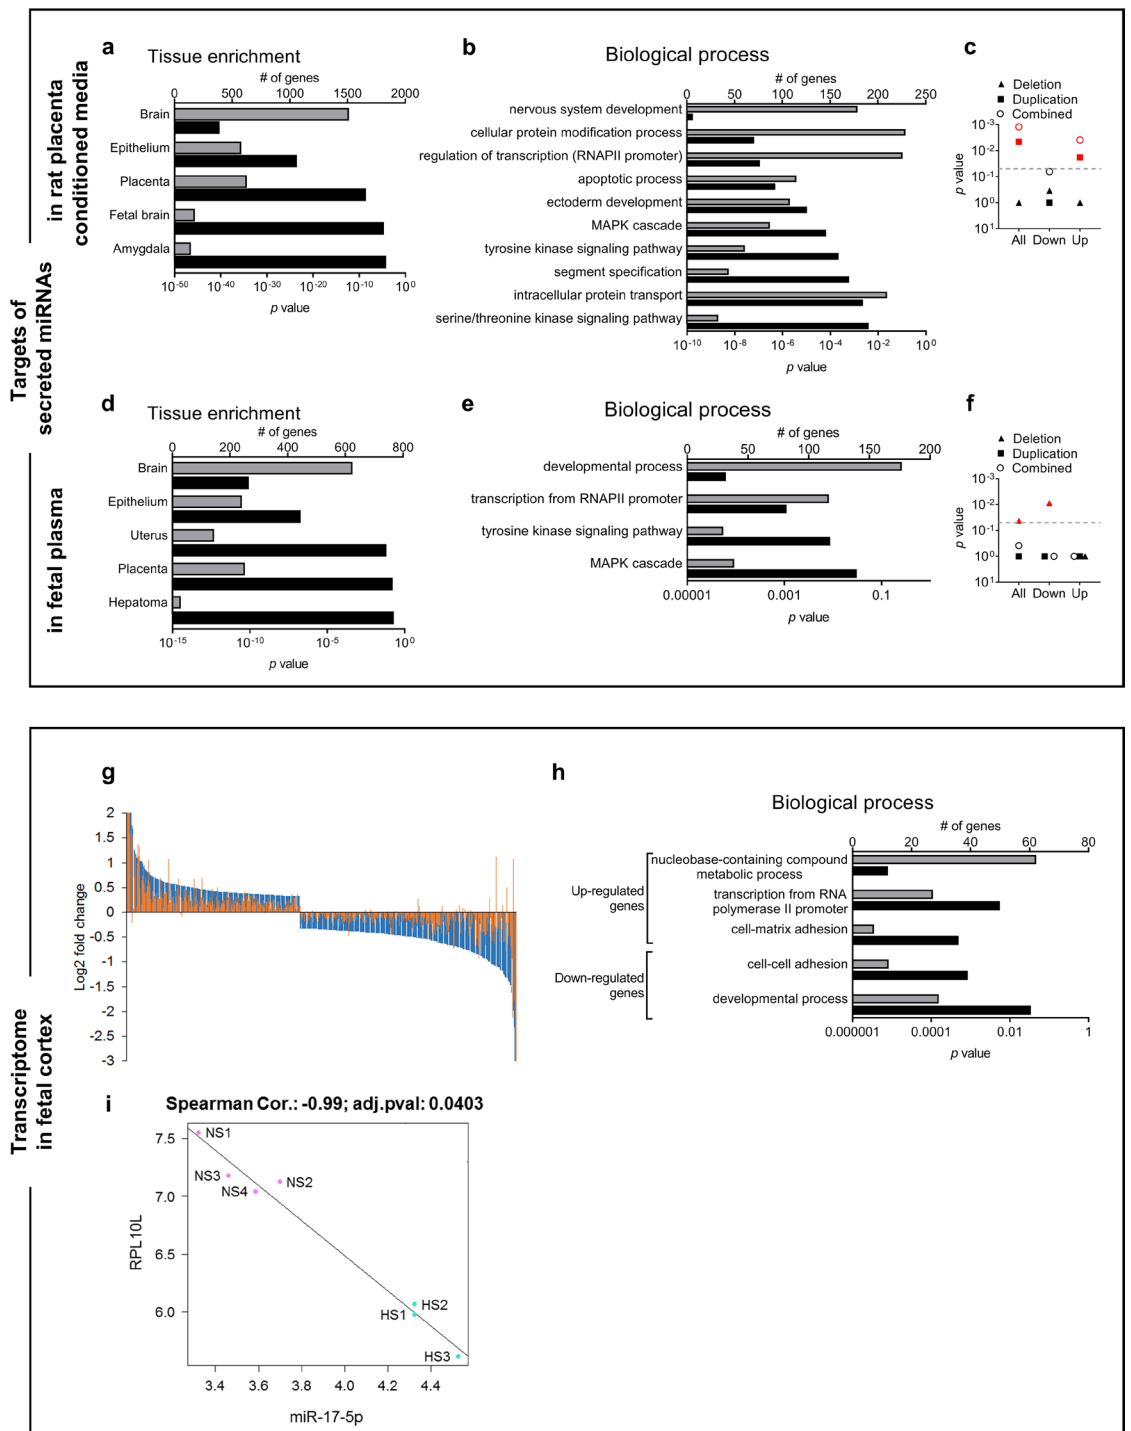 Targets of
secreted miRNAs
in rat placenta
conditioned media
a
Tissue enrichment
# of genes
0 500 1000 1500 2000
Brain
Epithelium
Placenta
Fetal brain
Amygdala
10-50 10-40 10-30 10-20 10-10 100
p value
b
Biological process
# of genes
0 50 100 150 200 250
nervous system development
cellular protein modification process
regulation of transcription (RNAPII promoter)
apoptotic process
ectoderm development
MAPK cascade
tyrosine kinase signaling pathway
segment specification
intracellular protein transport
serine/threonine kinase signaling pathway
10-10 10-8 10-6 10-4 10-2 100
p value
c
Deletion
Duplication
Combined
p value
10-3
10-2
10-1
100
101
All Down Up
in fetal plasma
d
Tissue enrichment
# of genes
0 200 400 600 800
Brain
Epithelium
Uterus
Placenta
Hepatoma
10-15 10-10 10-5 100
p value
e
Biological process
# of genes
0 50 100 150 200
developmental process
transcription from RNAPII promoter
tyrosine kinase signaling pathway
MAPK cascade
0.00001 0.001 0.1
p value
f
Deletion
Duplication
Combined
p value
10-3
10-2
10-1
100
101
All Down Up
Transcriptome
in fetal cortex
g
Log2 fold change
2
1.5
1
0.5
0
-0.5
-1
-1.5
-2
-2.5
-3
h
Biological process
# of genes
0 20 40 60 80
Up-regulated
genes
nucleobase-containing compound
metabolic process
transcription from RNA
polymerase II promoter
cell-matrix adhesion
Down-regulated
genes
cell-cell adhesion
developmental process
0.000001 0.0001 0.01 1
p value
i
Spearman Cor.: -0.99; adj.pval: 0.0403
RPL10L
7.5
7.0
6.5
6.0
NS1
NS3
NS2
NS4
HS2
HS1
HS3
3.4 3.6 3.8 4.0 4.2 4.4
miR-17-5p